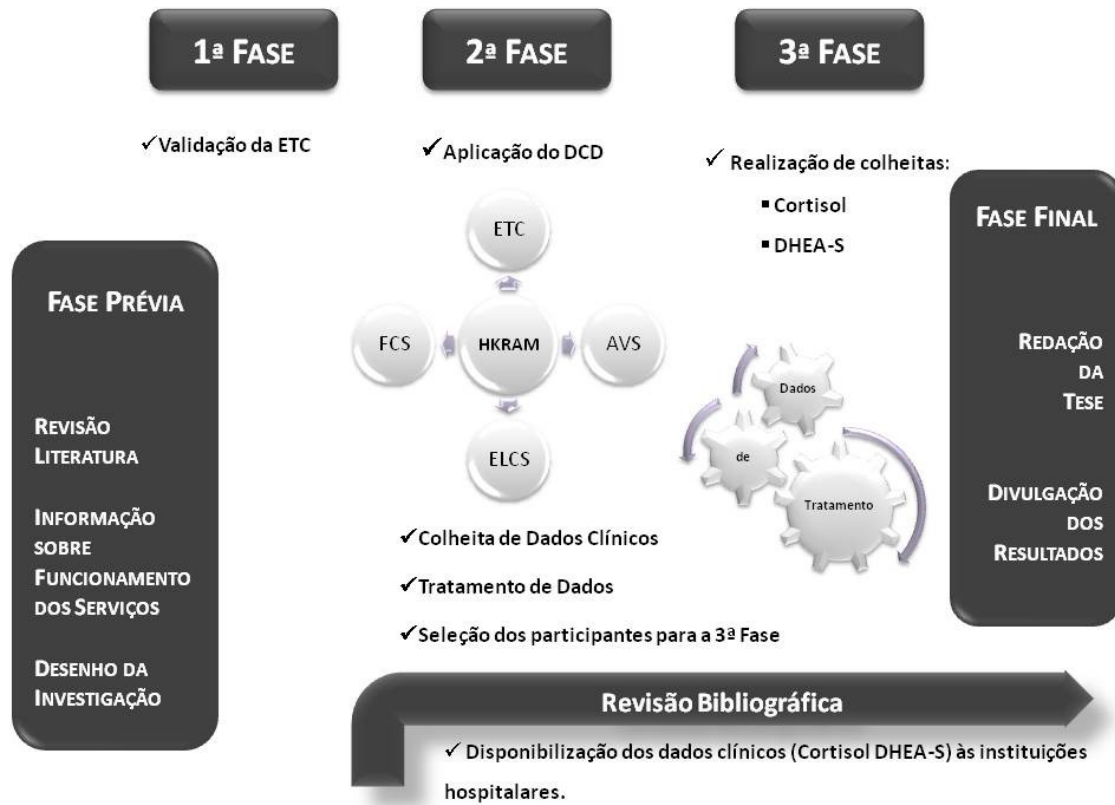 1ª FASE
2ª FASE
3ª FASE
✓Validação da ETC
✓Aplicação do DCD
✓ Realização de colheitas:
▪ Cortisol
▪ DHEA-S
ETC
FCS
HKRAM
AVS
ELCS
Dados
de
Tratamento
✓Colheita de Dados Clínicos
✓Tratamento de Dados
✓Seleção dos participantes para a 3ª Fase
FASE PRÉVIA
REVISÃO
LITERATURA
INFORMAÇÃO
SOBRE
FUNCIONAMENTO
DOS SERVIÇOS
DESENHO DA
INVESTIGAÇÃO
FASE FINAL
REDAÇÃO
DA
TESE
DIVULGAÇÃO
DOS
RESULTADOS
Revisão Bibliográfica
✓ Disponibilização dos dados clínicos (Cortisol DHEA-S) às instituições
hospitalares.